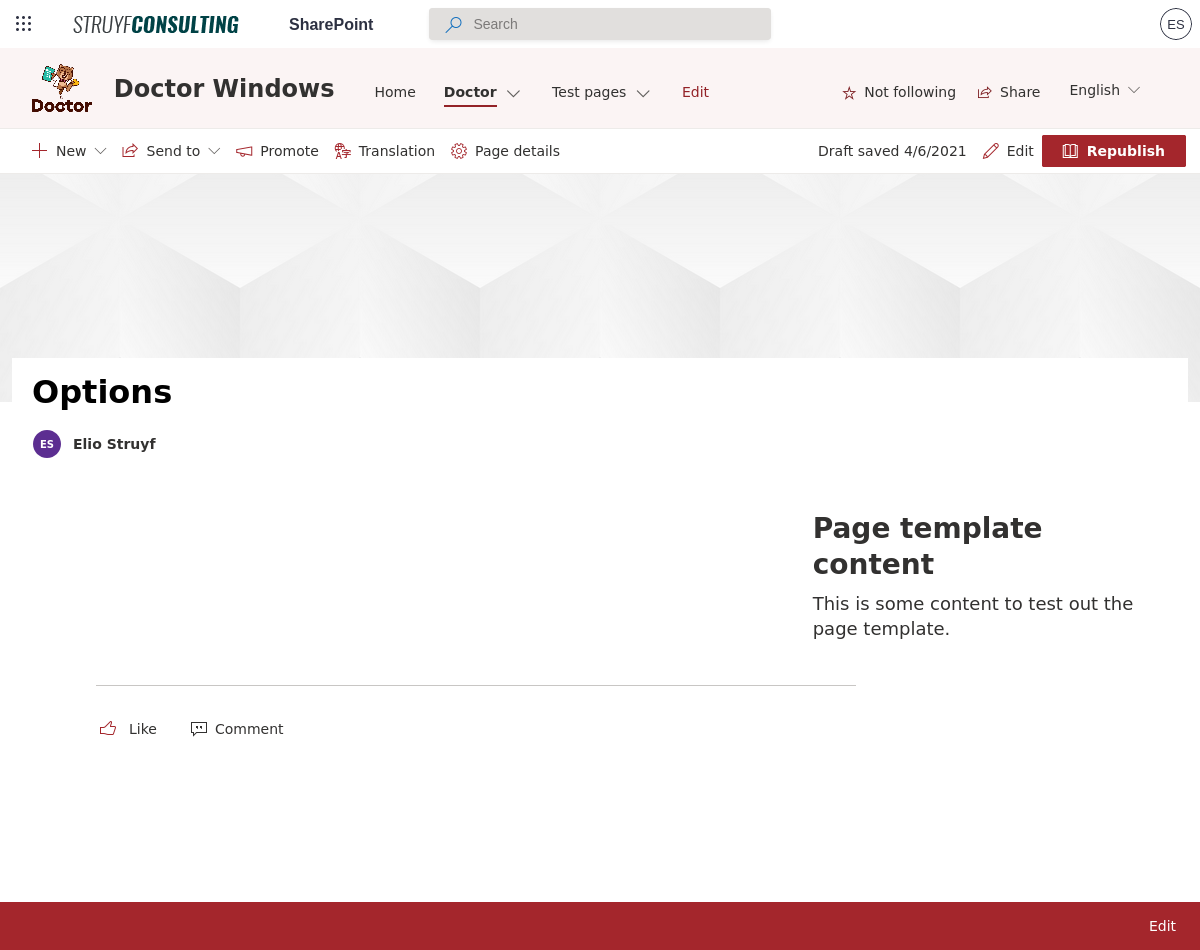 STRUYFCONSULTING SharePoint Search ES
Doctor Doctor Windows Home Doctor Test pages Edit Not following Share English
New Send to Promote Translation Page details Draft saved 4/6/2021 Edit Republish
Options
ES Elio Struyf
Page template
content
This is some content to test out the
page template.
Like Comment
Edit